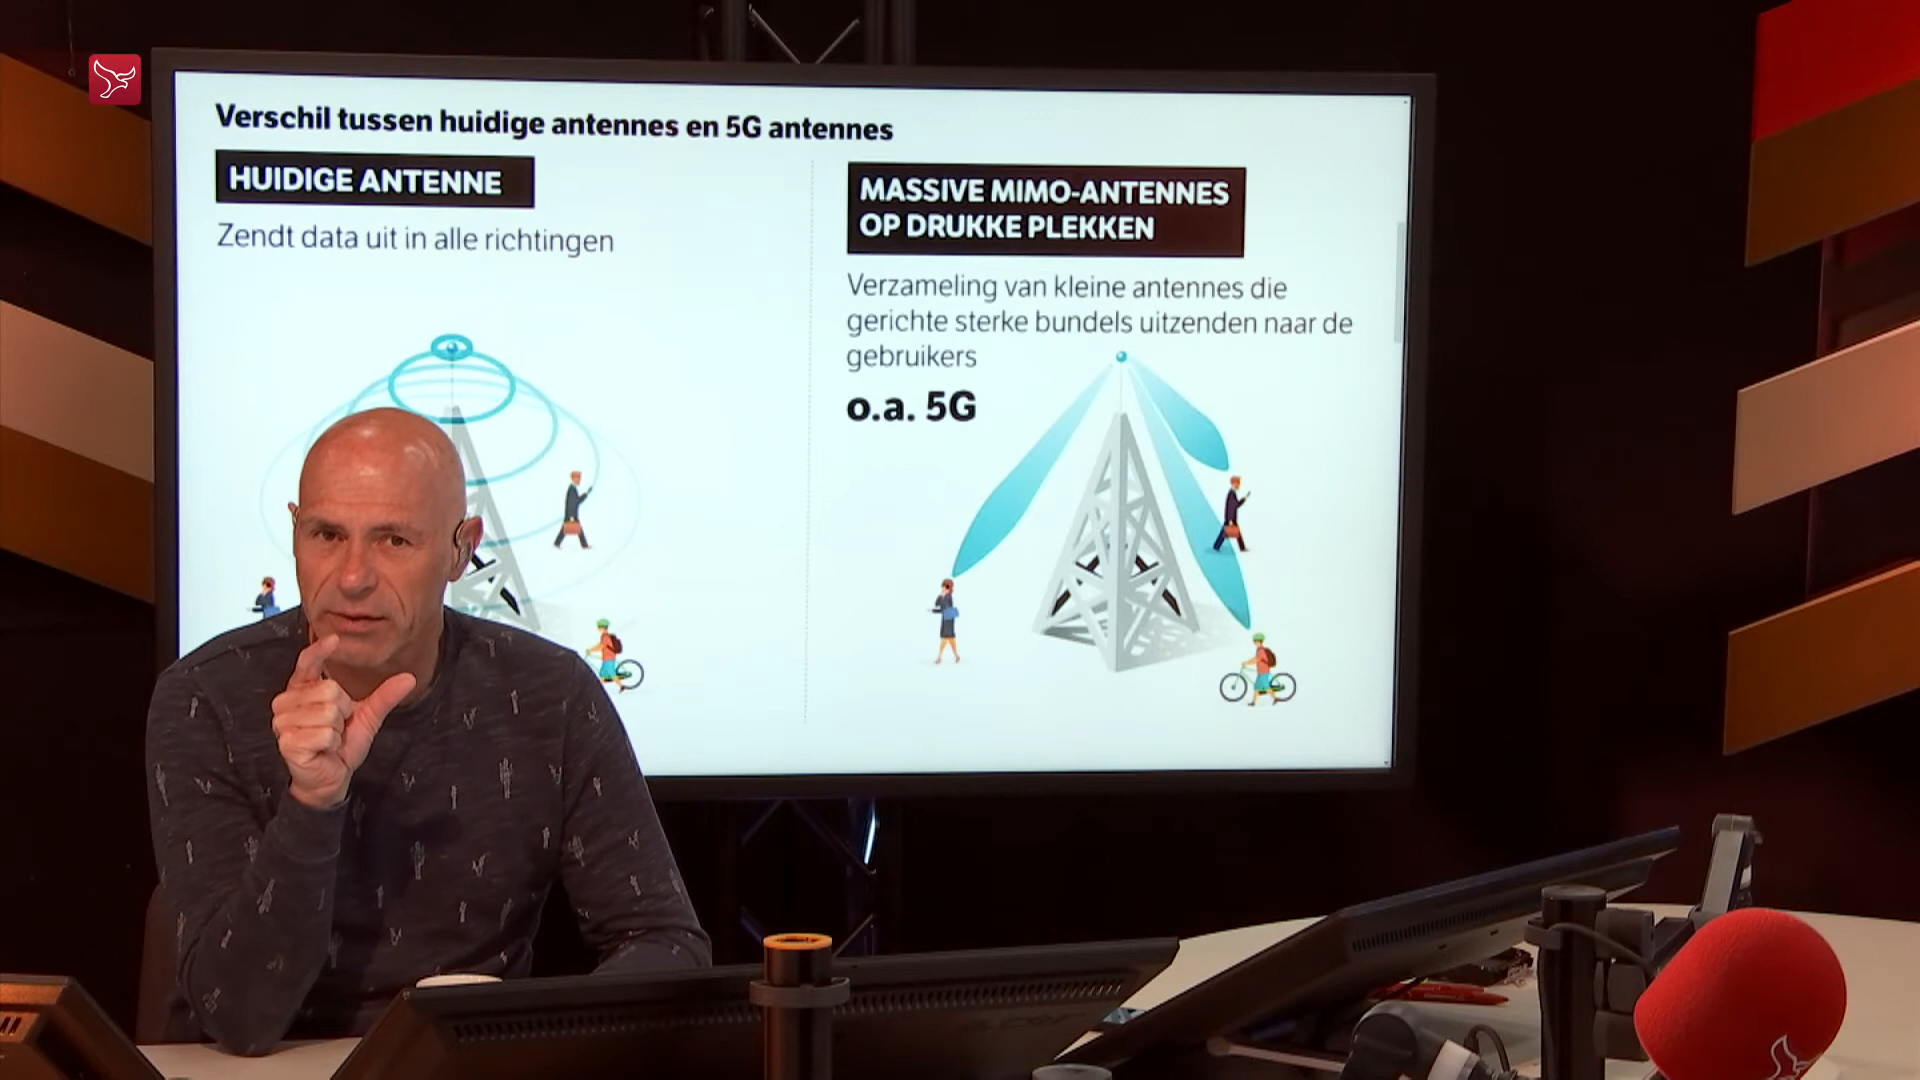 Verschil tussen huidige antennes en 5G antennes
HUIDIGE ANTENNE
Zendt data uit in alle richtingen
MASSIVE MIMO-ANTENNES
OP DRUKKE PLEKKEN
Verzameling van kleine antennes die
gerichte sterke bundels uitzenden naar de
gebruikers
o.a. 5G